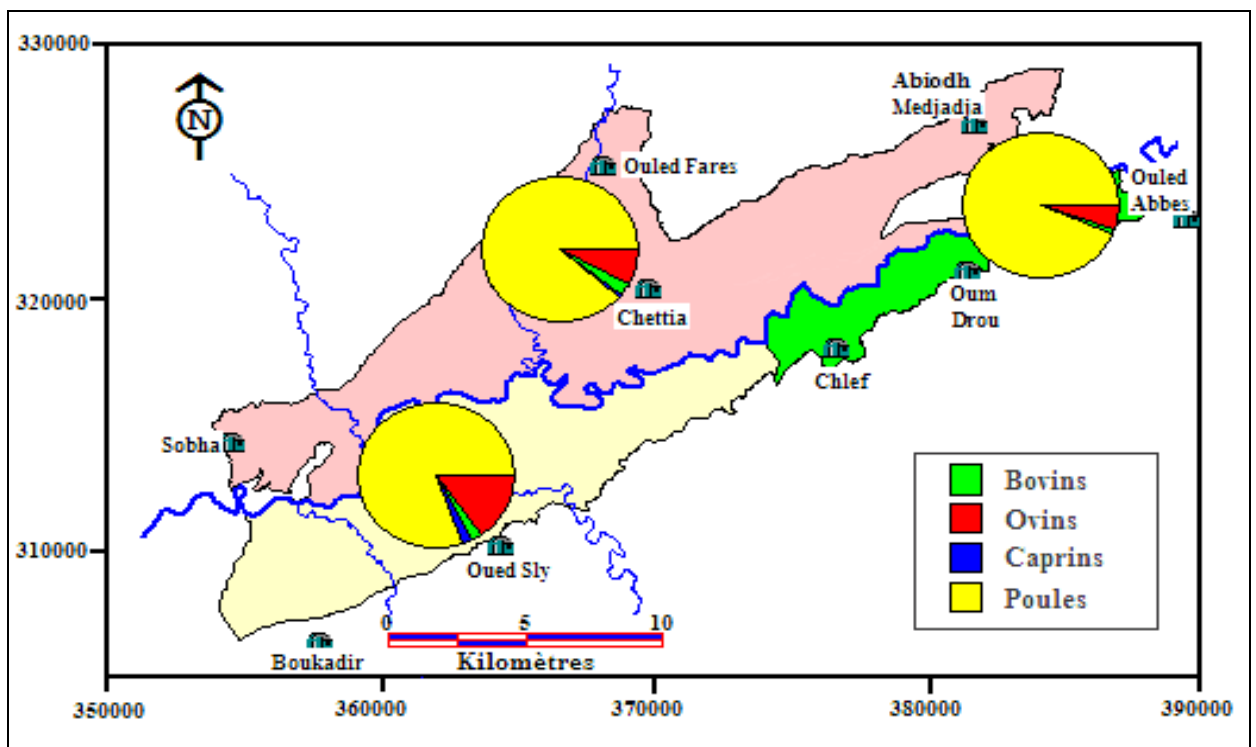 330000
320000
310000
350000
360000
370000
380000
390000
N
Abiodh
Medjadja
Ouled Fares
Ouled
Abbes
Chettia
Oum
Drou
Chlef
Sobha
Oued Sly
Boukadir
0 5 10
Kilomètres
Bovins
Ovins
Caprins
Poules